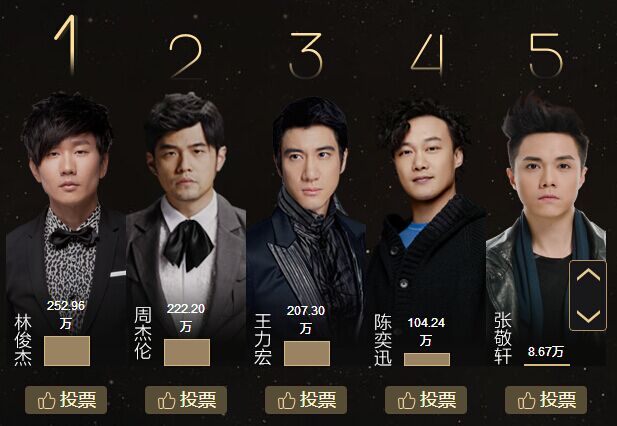 1 2 3 4 5
252.96
万
林俊杰
222.20
万
周杰伦
207.30
万
王力宏
104.24
万
陈奕迅
8.67万
张敬轩
投票 投票 投票 投票 投票